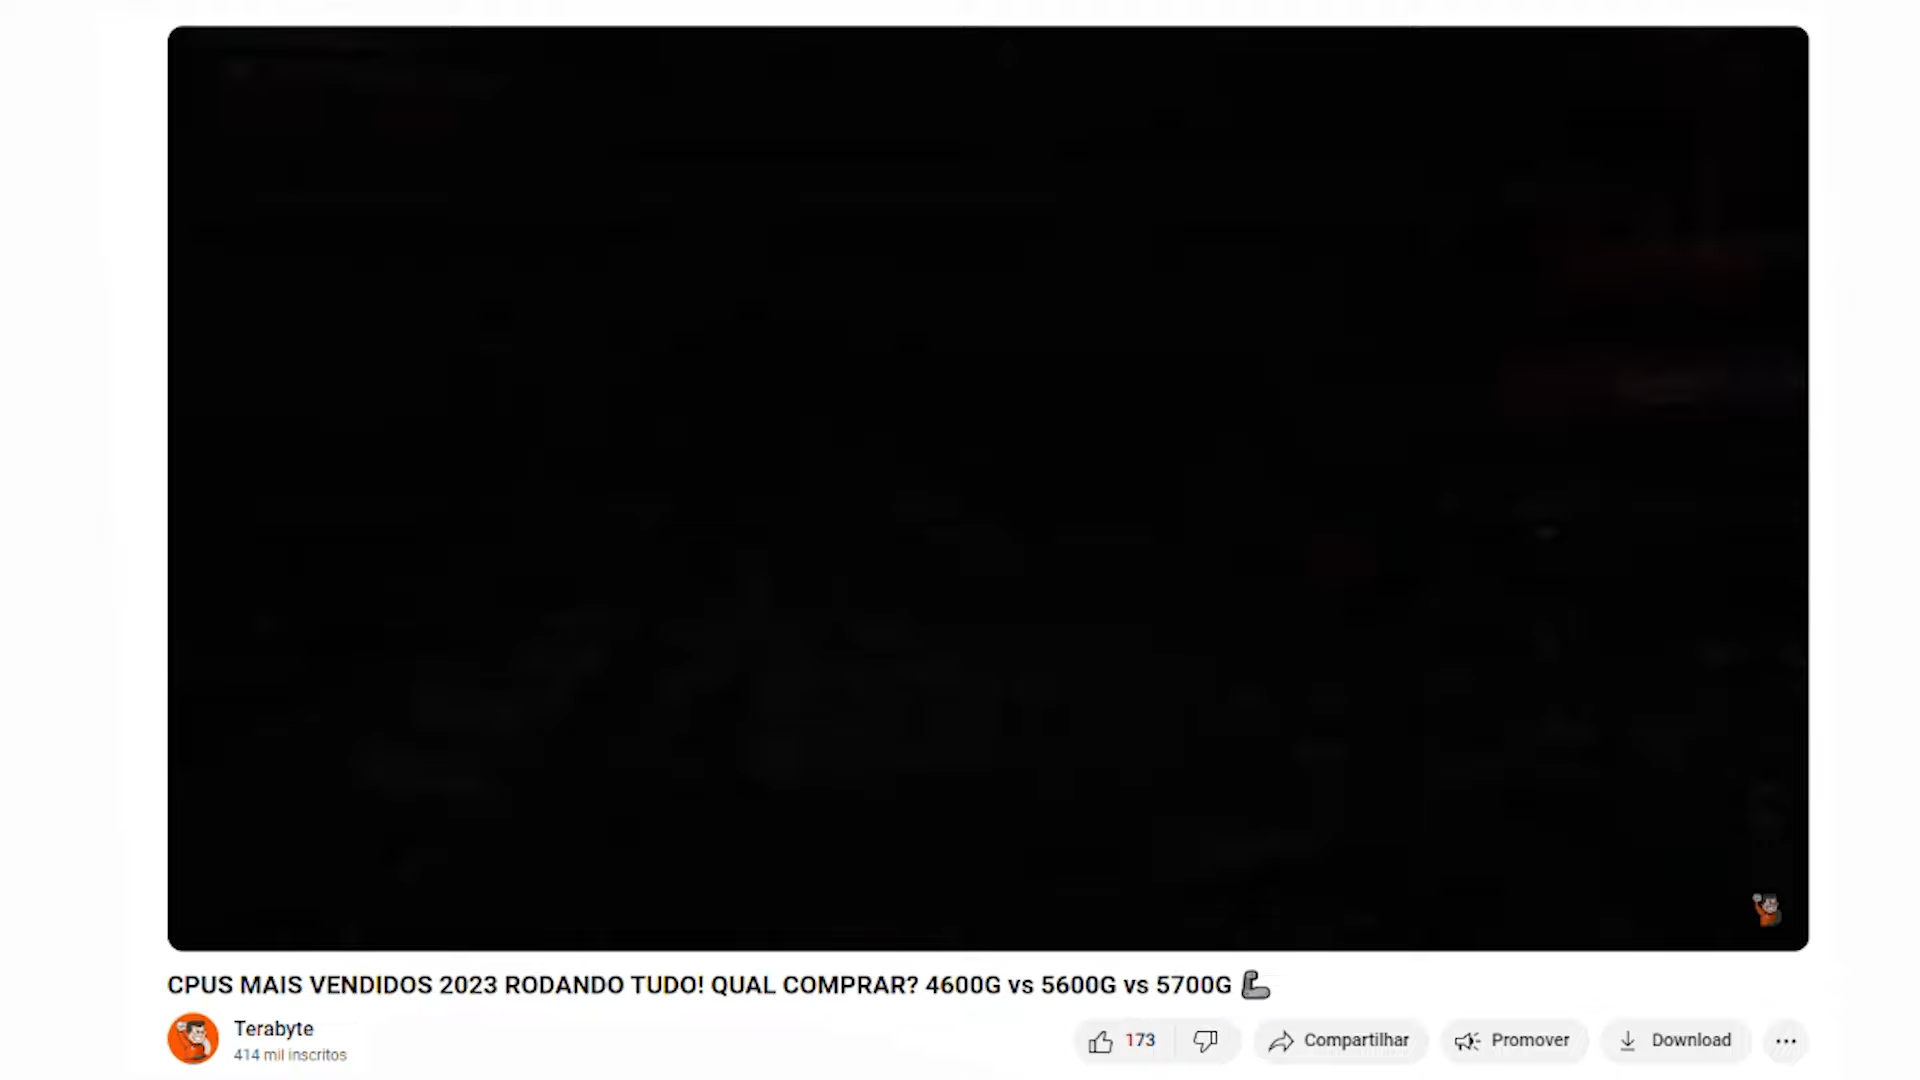 CPUS MAIS VENDIDOS 2023 RODANDO TUDO! QUAL COMPRAR? 4600G vs 5600G vs 5700G 🦾
Terabyte
414 mil inscritos
173
Compartilhar
Promover
Download